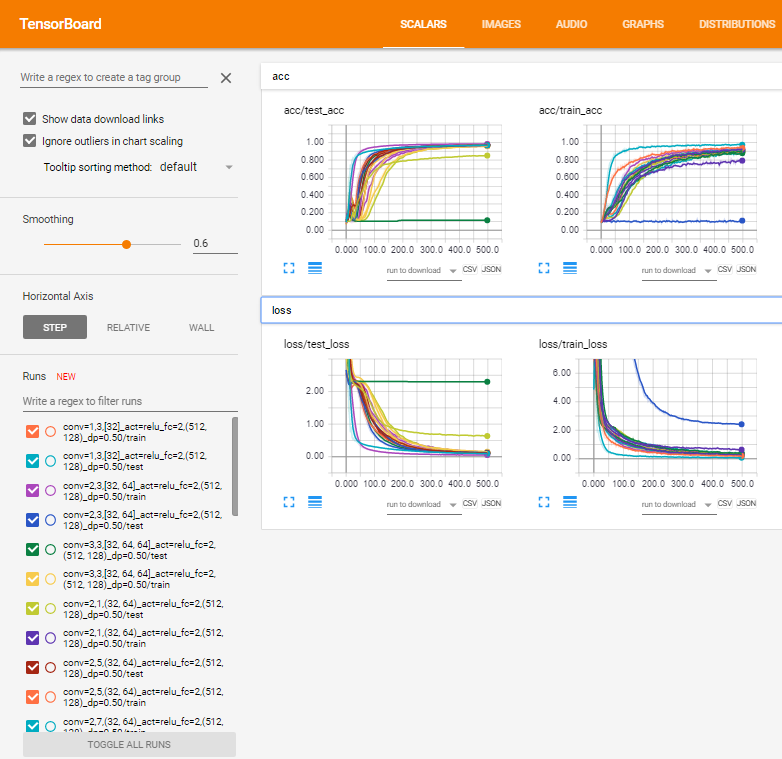 TensorBoard
SCALARS IMAGES AUDIO GRAPHS DISTRIBUTIONS
Write a regex to create a tag group
Show data download links
Ignore outliers in chart scaling
Tooltip sorting method: default
Smoothing
0.6
Horizontal Axis
STEP RELATIVE WALL
Runs NEW
Write a regex to filter runs
conv=1,3,[32]_act=relu_fc=2,(512,
128)_dp=0.50/train
conv=1,3,[32]_act=relu_fc=2,(512,
128)_dp=0.50/test
conv=2,3,[32, 64]_act=relu_fc=2,(512,
128)_dp=0.50/train
conv=2,3,[32, 64]_act=relu_fc=2,(512,
128)_dp=0.50/test
conv=3,3,[32, 64, 64]_act=relu_fc=2,
(512, 128)_dp=0.50/test
conv=3,3,[32, 64, 64]_act=relu_fc=2,
(512, 128)_dp=0.50/train
conv=2,1,(32, 64)_act=relu_fc=2,(512,
128)_dp=0.50/test
conv=2,1,(32, 64)_act=relu_fc=2,(512,
128)_dp=0.50/train
conv=2,5,(32, 64)_act=relu_fc=2,(512,
128)_dp=0.50/test
conv=2,5,(32, 64)_act=relu_fc=2,(512,
128)_dp=0.50/train
conv=2,7,(32, 64)_act=relu_fc=2,(512,
128)_dp=0.50/test
TOGGLE ALL RUNS
acc
acc/test_acc
1.00
0.800
0.600
0.400
0.200
0.00
0.000 100.0 200.0 300.0 400.0 500.0
run to download CSV JSON
acc/train_acc
1.00
0.800
0.600
0.400
0.200
0.00
0.000 100.0 200.0 300.0 400.0 500.0
run to download CSV JSON
loss
loss/test_loss
2.00
1.00
0.00
0.000 100.0 200.0 300.0 400.0 500.0
run to download CSV JSON
loss/train_loss
6.00
4.00
2.00
0.00
0.000 100.0 200.0 300.0 400.0 500.0
run to download CSV JSON